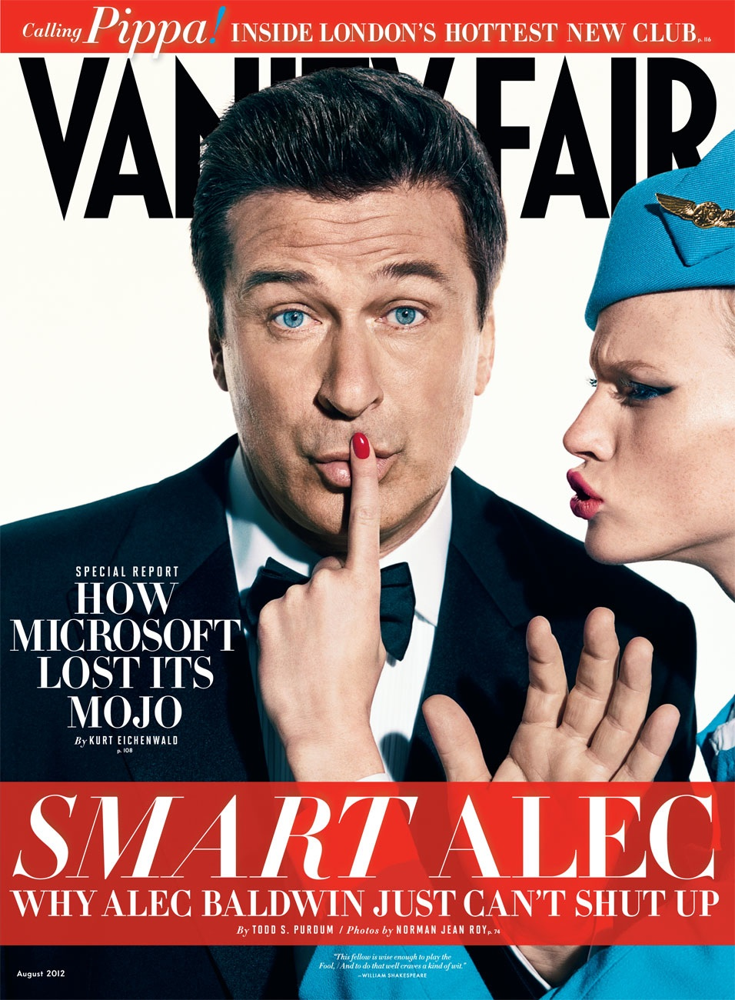 Calling Pippa! INSIDE LONDON'S HOTTEST NEW CLUB p. 116
VANITY FAIR
SPECIAL REPORT
HOW
MICROSOFT
LOST ITS
MOJO
By KURT EICHENWALD
p. 108
SMART ALEC
WHY ALEC BALDWIN JUST CAN'T SHUT UP
By TODD S. PURDUM / Photos by NORMAN JEAN ROY p. 74
"This fellow is wise enough to play the
Fool, / And to do that well craves a kind of wit."
–WILLIAM SHAKESPEARE
August 2012